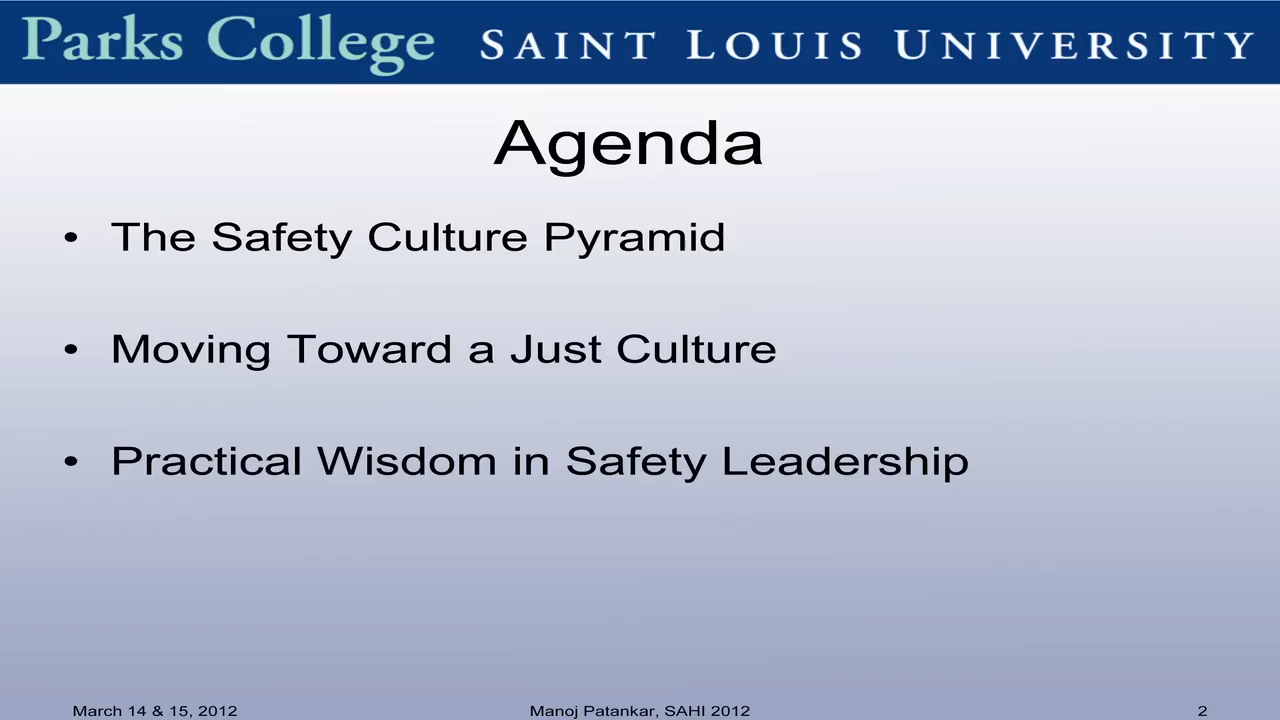 Parks College SAINT LOUIS UNIVERSITY
Agenda
• The Safety Culture Pyramid
• Moving Toward a Just Culture
• Practical Wisdom in Safety Leadership
March 14 & 15, 2012 Manoj Patankar, SAHI 2012 2